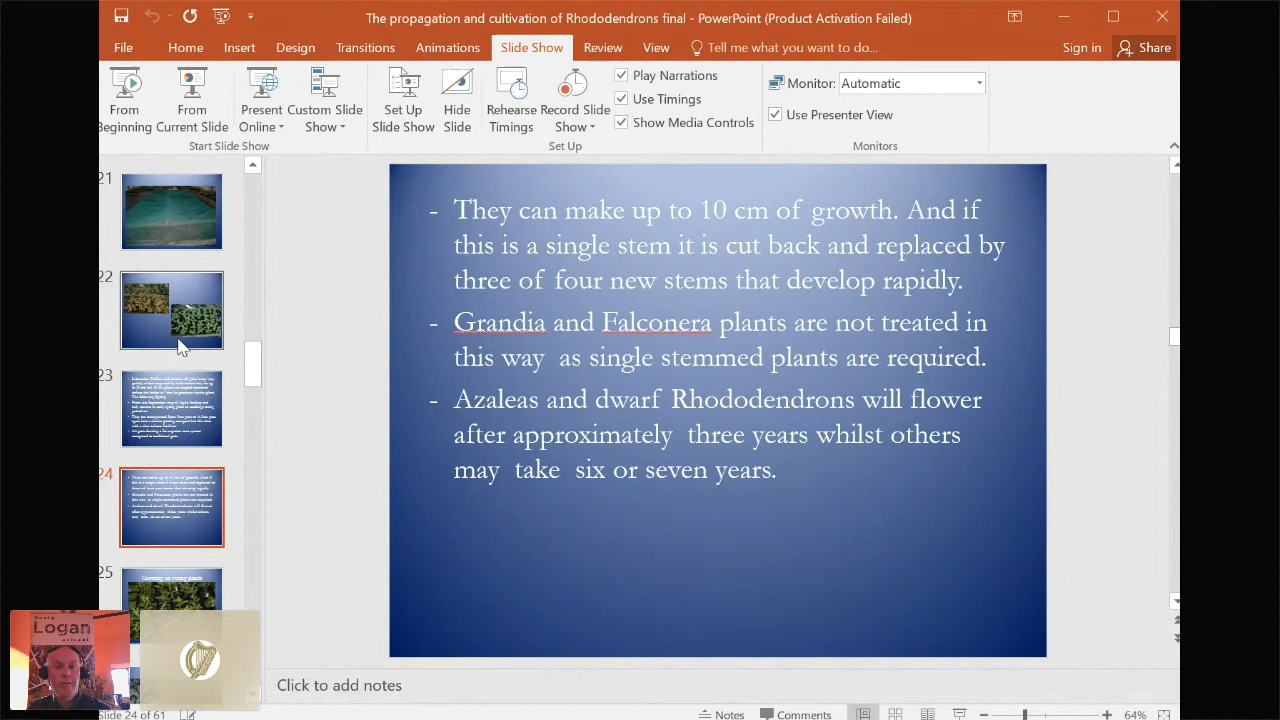 The propagation and cultivation of Rhododendrons final - PowerPoint (Product Activation Failed)
File Home Insert Design Transitions Animations Slide Show Review View Tell me what you want to do... Sign in Share
From Beginning
From Current Slide
Present Online
Custom Slide Show
Set Up Slide Show
Hide Slide
Rehearse Timings
Record Slide Show
Play Narrations
Use Timings
Show Media Controls
Monitor: Automatic
Use Presenter View
Start Slide Show Set Up Monitors
21
22
23
24
25
Growing on young plants
- They can make up to 10 cm of growth. And if
this is a single stem it is cut back and replaced by
three of four new stems that develop rapidly.
- Grandia and Falconera plants are not treated in
this way as single stemmed plants are required.
- Azaleas and dwarf Rhododendrons will flower
after approximately three years whilst others
may take six or seven years.
Logan
Click to add notes
Slide 24 of 61 Notes Comments 64%